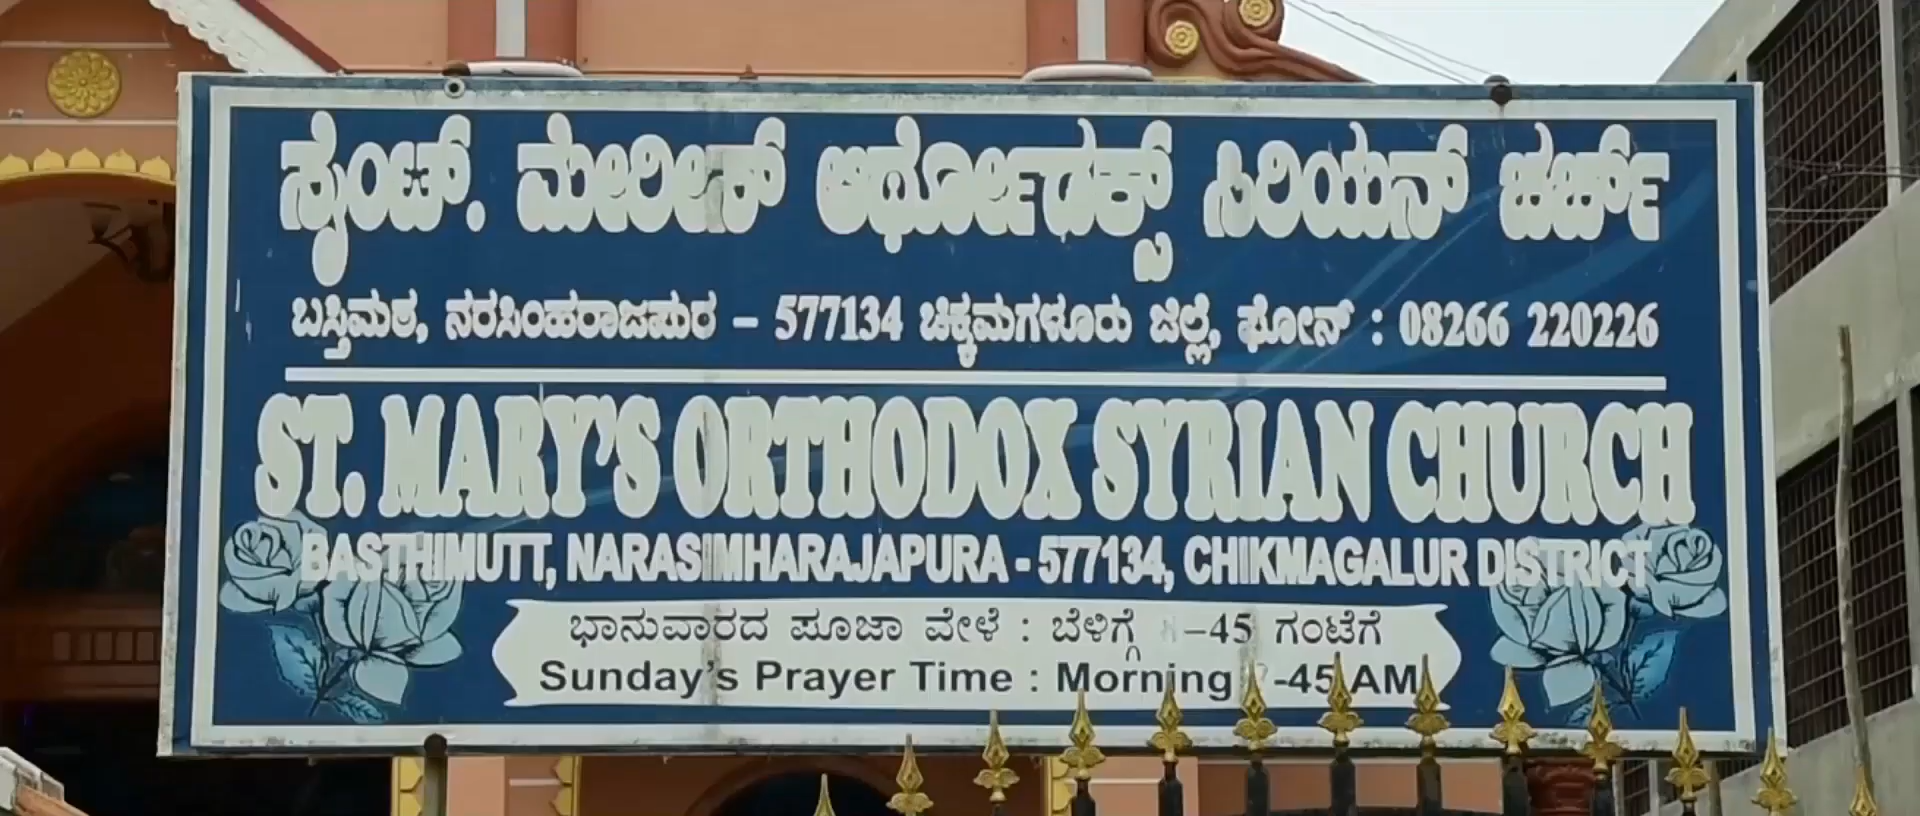 ಸೈಂಟ್. ಮೇರೀಸ್ ಆರ್ಥೋಡಕ್ಸ್ ಸಿರಿಯನ್ ಚರ್ಚ್
ಬಸ್ತಿಮಠ, ನರಸಿಂಹರಾಜಪುರ – 577134 ಚಿಕ್ಕಮಗಳೂರು ಜಿಲ್ಲೆ, ಫೋನ್ : 08266 220226
ST. MARY'S ORTHODOX SYRIAN CHURCH
BASTHIMUTT, NARASIMHARAJAPURA - 577134, CHIKMAGALUR DISTRICT
ಭಾನುವಾರದ ಪೂಜಾ ವೇಳೆ : ಬೆಳಿಗ್ಗೆ –45 ಗಂಟೆಗೆ
Sunday's Prayer Time : Morning -45 AM